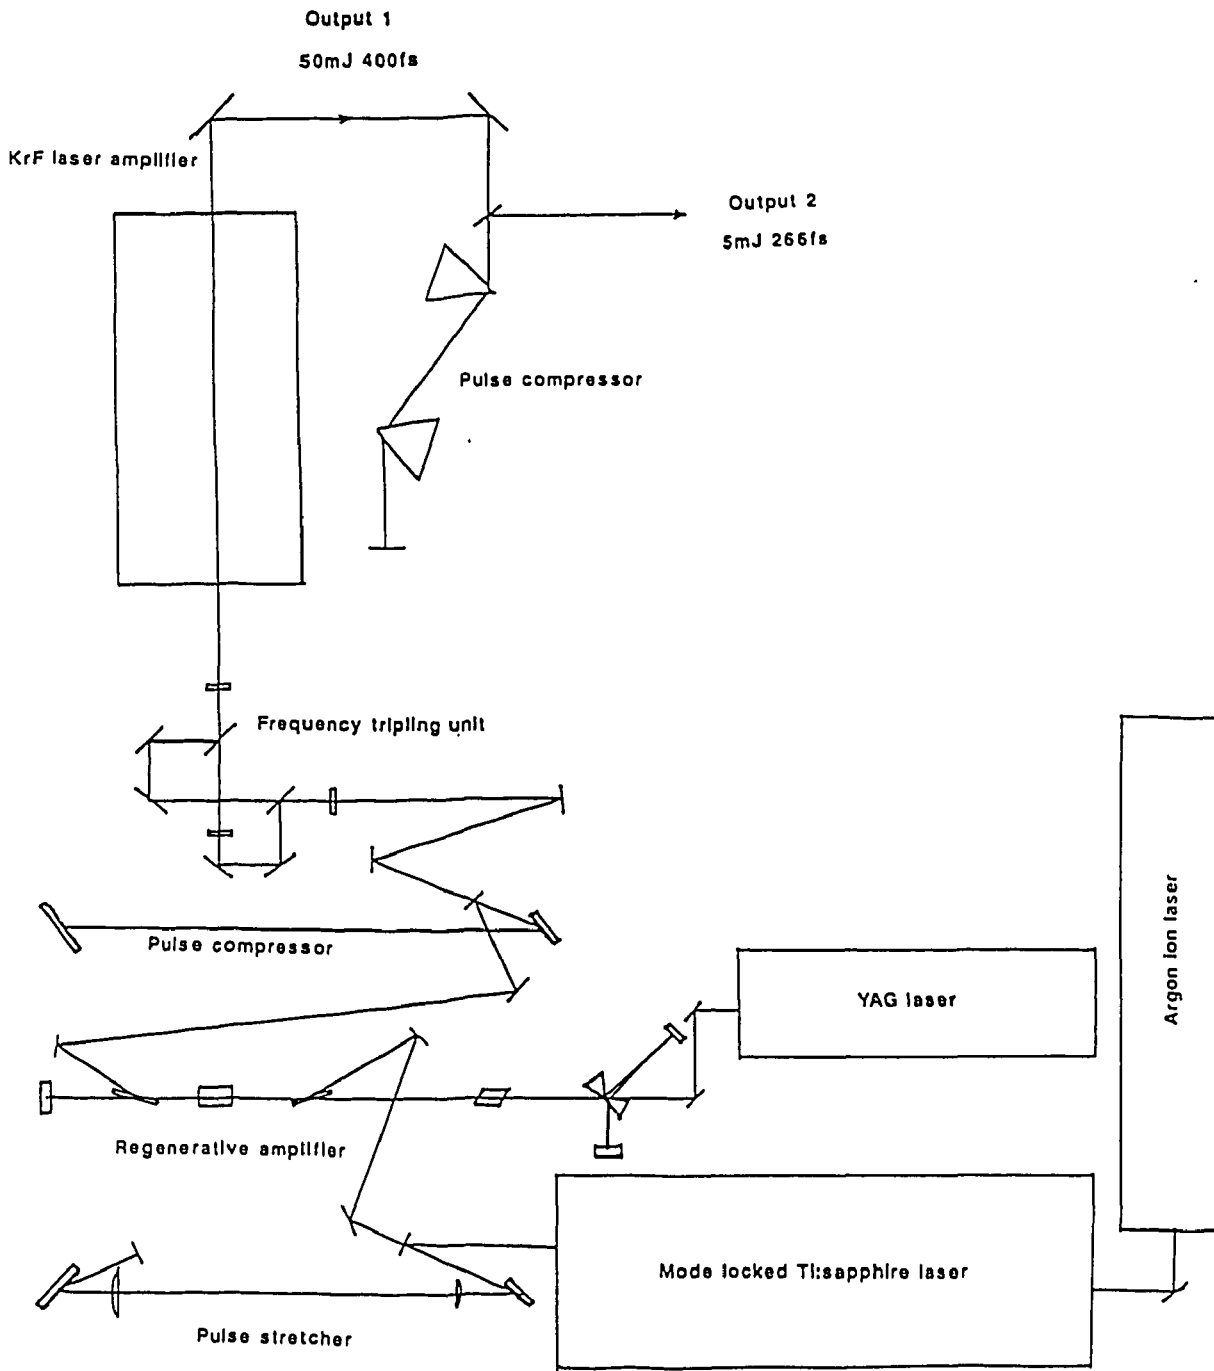 Output 1
50mJ 400fs
KrF laser amplifier
Output 2
5mJ 266fs
Pulse compressor
Frequency tripling unit
Pulse compressor
YAG laser
Argon ion laser
Regenerative amplifier
Mode locked Ti:sapphire laser
Pulse stretcher